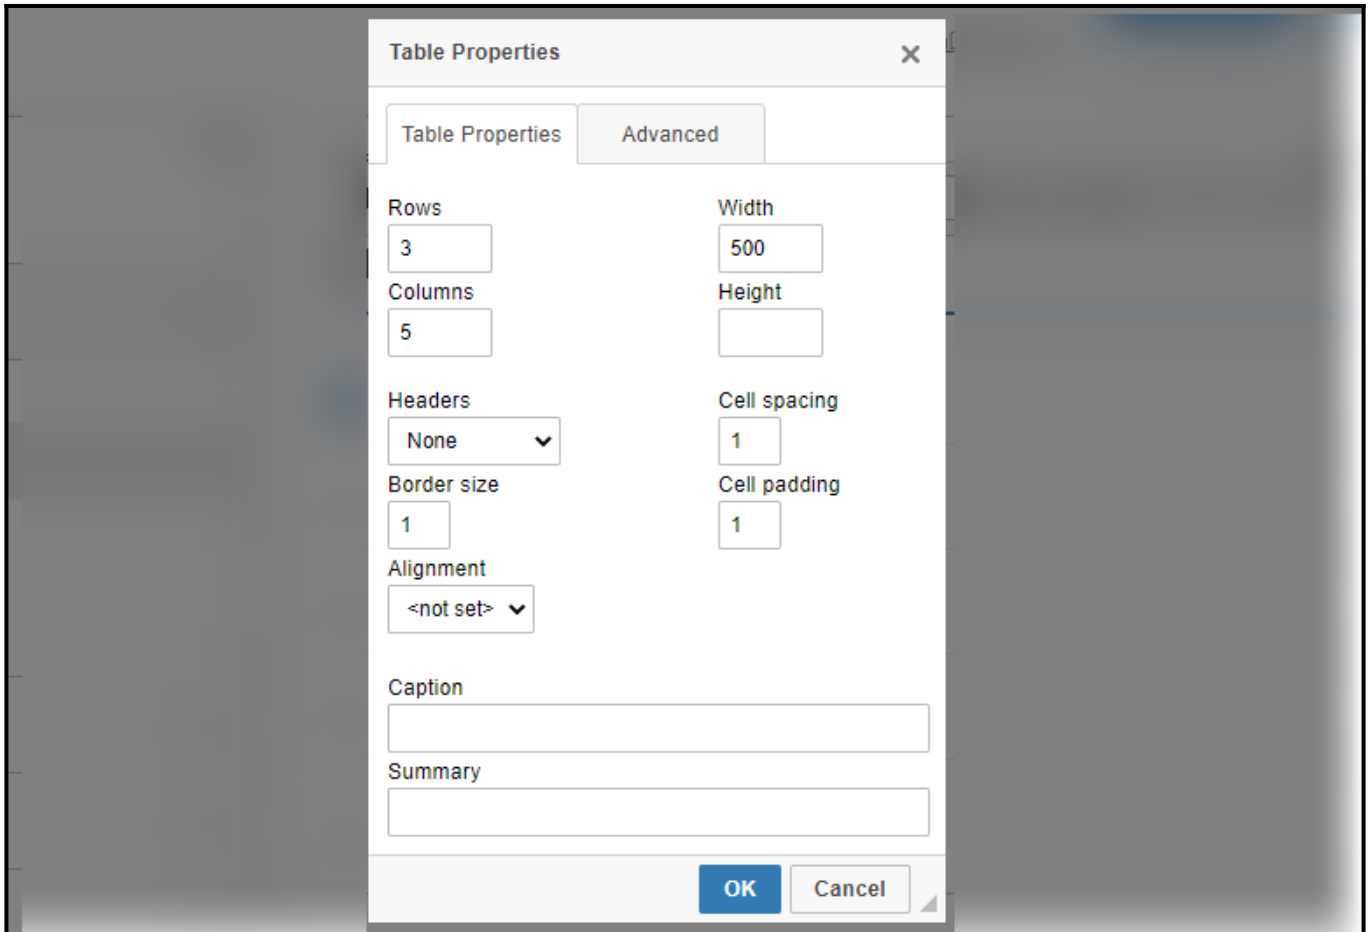 Table Properties
Table Properties Advanced
Rows Width
3 500
Columns Height
5
Headers Cell spacing
None 1
Border size Cell padding
1 1
Alignment
<not set>
Caption
Summary
OK Cancel